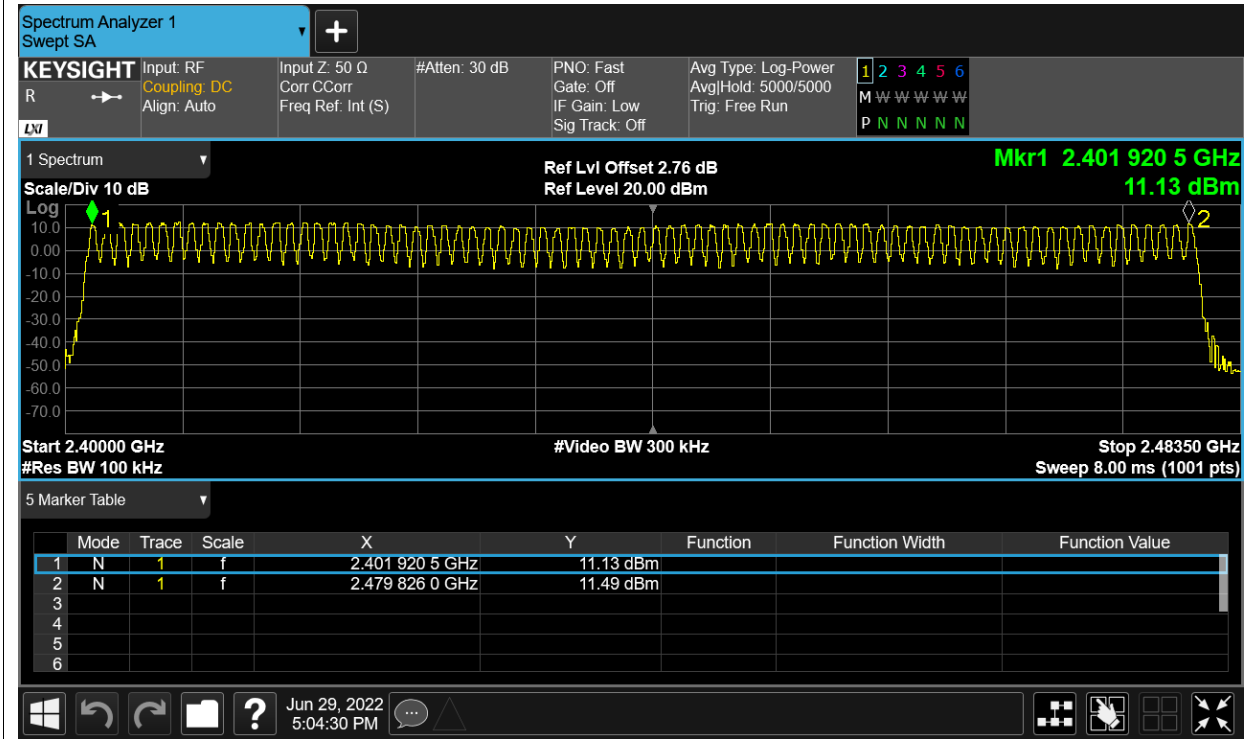 Spectrum Analyzer 1
Swept SA
+
KEYSIGHT
R
LXI
Input: RF
Coupling: DC
Align: Auto
Input Z: 50 Ω
Corr CCorr
Freq Ref: Int (S)
#Atten: 30 dB
PNO: Fast
Gate: Off
IF Gain: Low
Sig Track: Off
Avg Type: Log-Power
Avg|Hold: 5000/5000
Trig: Free Run
1 2 3 4 5 6
M W W W W W
P N N N N N
1 Spectrum
Scale/Div 10 dB
Ref Lvl Offset 2.76 dB
Ref Level 20.00 dBm
Mkr1 2.401 920 5 GHz
11.13 dBm
Log
1
2
10.0
0.00
-10.0
-20.0
-30.0
-40.0
-50.0
-60.0
-70.0
Start 2.40000 GHz
#Res BW 100 kHz
#Video BW 300 kHz
Stop 2.48350 GHz
Sweep 8.00 ms (1001 pts)
5 Marker Table
Mode Trace Scale X Y Function Function Width Function Value
1 N 1 f 2.401 920 5 GHz 11.13 dBm
2 N 1 f 2.479 826 0 GHz 11.49 dBm
3
4
5
6
?
Jun 29, 2022
5:04:30 PM